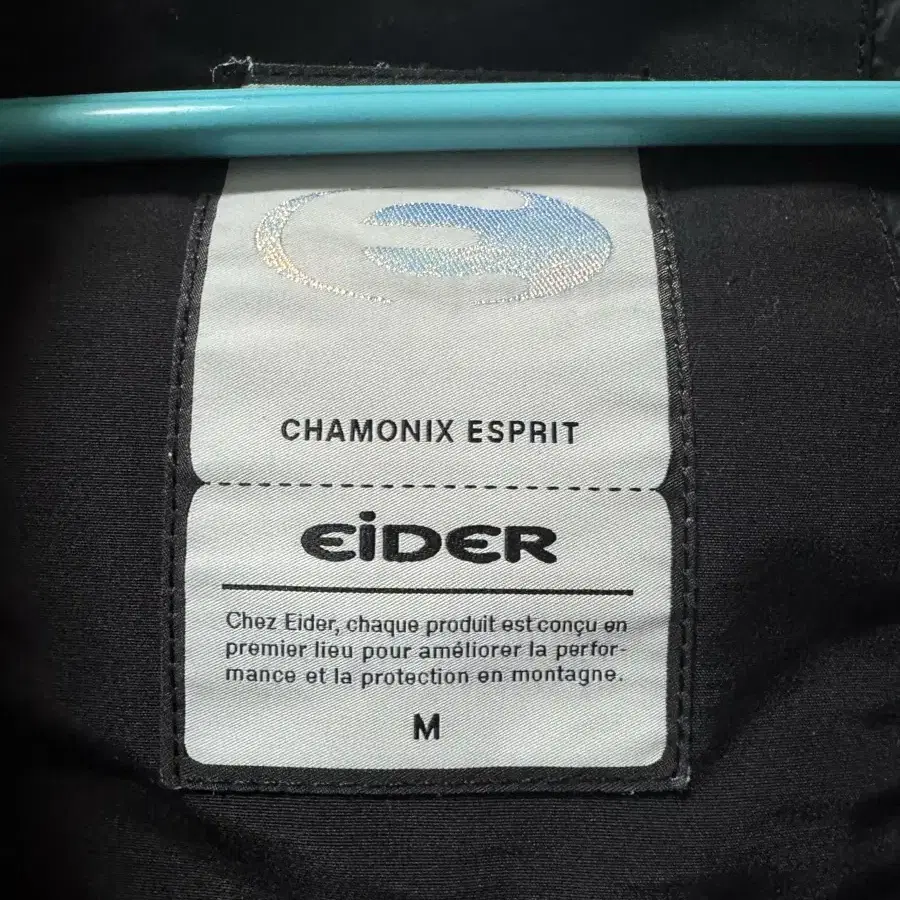 CHAMONIX ESPRIT
EiDER
Chez Eider, chaque produit est conçu en
premier lieu pour améliorer la perfor-
mance et la protection en montagne.
M